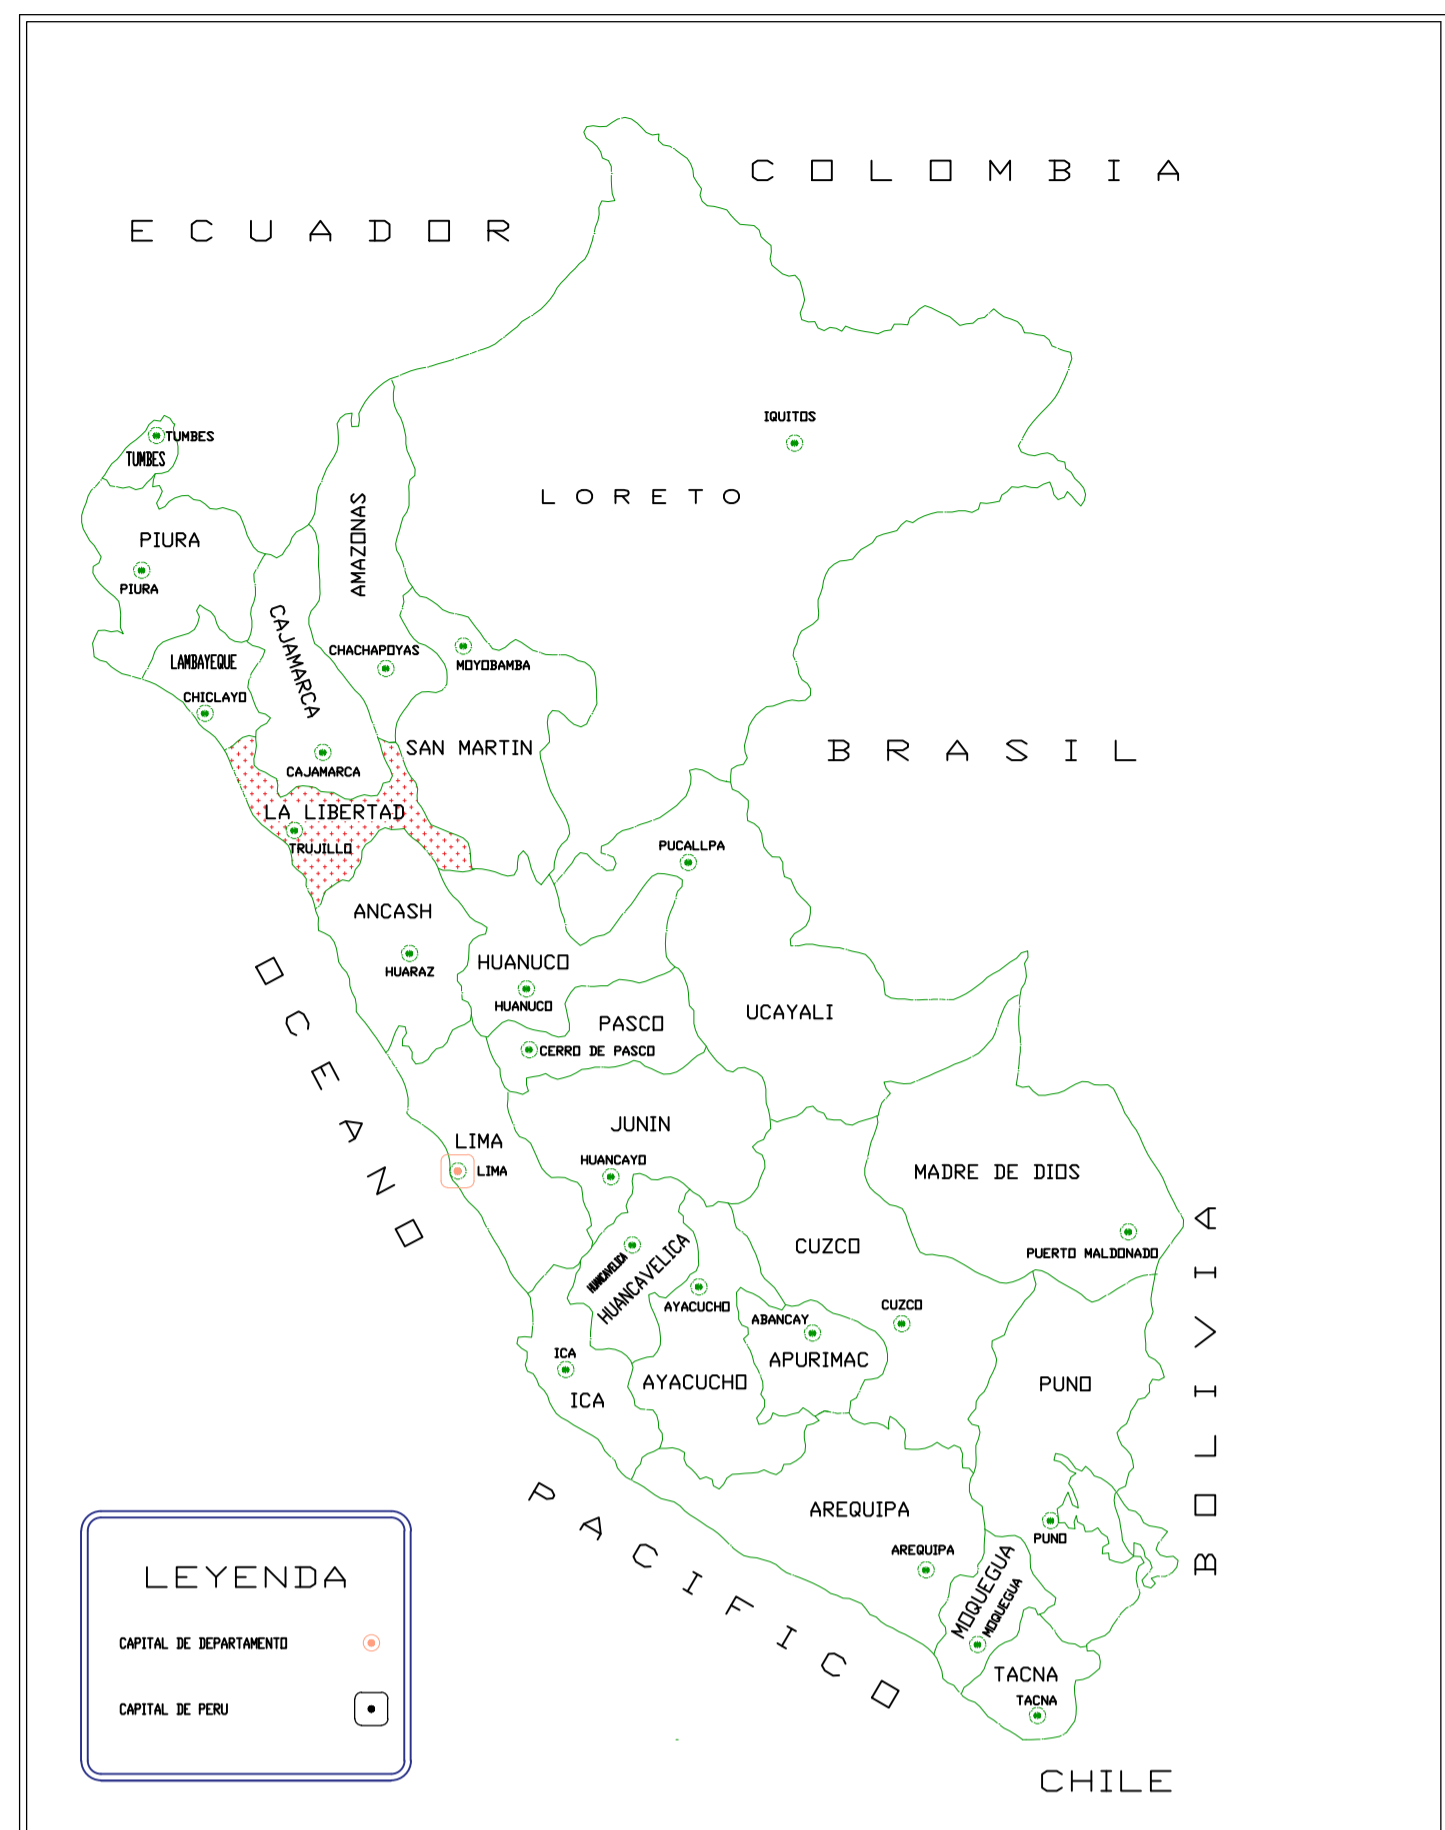 COLOMBIA
ECUADOR
IQUITOS
TUMBES
TUMBES
LORETO
AMAZONAS
PIURA
PIURA
CAJAMARCA
CHACHAPOYAS
MOYOBAMBA
LAMBAYEQUE
CHICLAYO
SAN MARTIN
BRASIL
CAJAMARCA
LA LIBERTAD
TRUJILLO
PUCALLPA
ANCASH
HUARAZ
HUANUCO
HUANUCO
UCAYALI
PASCO
CERRO DE PASCO
OCEANO
JUNIN
LIMA
LIMA
HUANCAYO
MADRE DE DIOS
PUERTO MALDONADO
CUZCO
HUANCAVELICA
HUANCAVELICA
AYACUCHO
CUZCO
ABANCAY
APURIMAC
ICA
ICA
AYACUCHO
PUNO
BOLIVIA
PACIFICO
AREQUIPA
AREQUIPA
PUNO
MOQUEGUA
MOQUEGUA
TACNA
TACNA
LEYENDA
CAPITAL DE DEPARTAMENTO
CAPITAL DE PERU
CHILE